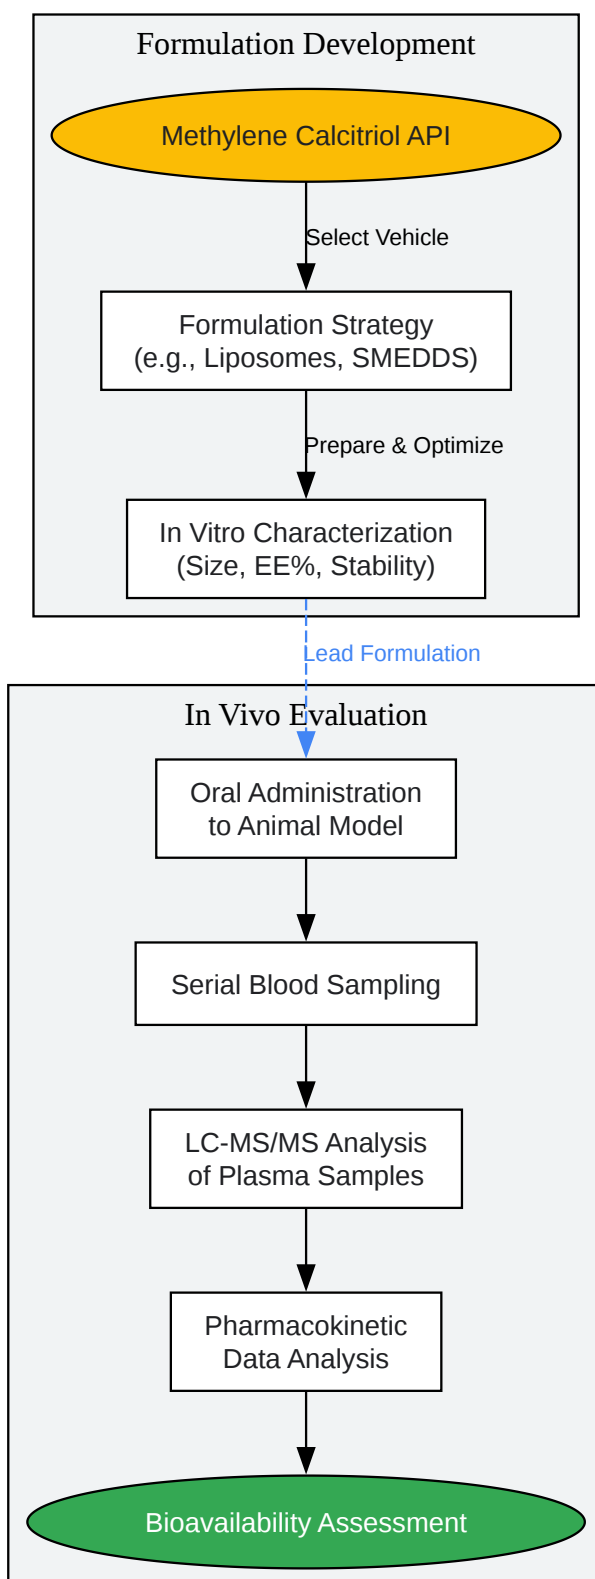 Formulation Development
Methylene Calcitriol API
Select Vehicle
Formulation Strategy
(e.g., Liposomes, SMEDDS)
Prepare & Optimize
In Vitro Characterization
(Size, EE%, Stability)
Lead Formulation
In Vivo Evaluation
Oral Administration
to Animal Model
Serial Blood Sampling
LC-MS/MS Analysis
of Plasma Samples
Pharmacokinetic
Data Analysis
Bioavailability Assessment